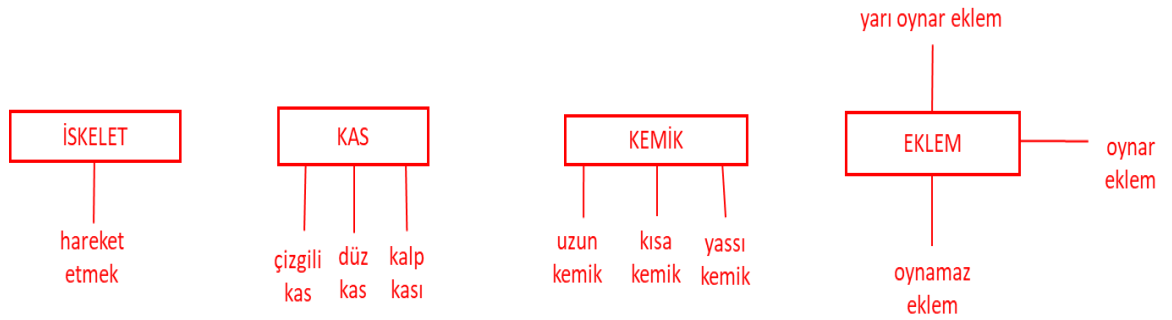 yarı oynar eklem
İSKELET
KAS
KEMİK
EKLEM
oynar
eklem
hareket
etmek
çizgili
kas
düz
kas
kalp
kası
uzun
kemik
kısa
kemik
yassı
kemik
oynamaz
eklem